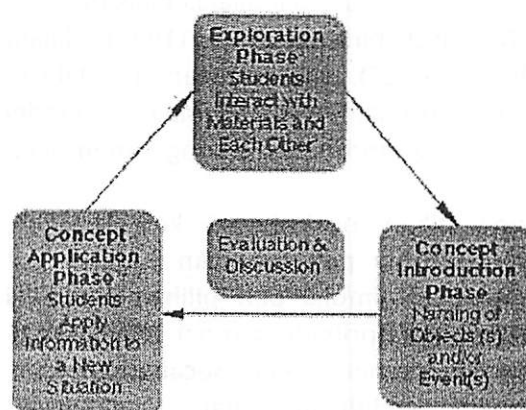 Exploration
Phase
Students
Interact with
Materials and
Each Other
Concept
Application
Phase
Students
Apply
Information to
a New
Situation
Evaluation &
Discussion
Concept
Introduction
Phase
Naming of
Objects(s)
and/or
Event(s)